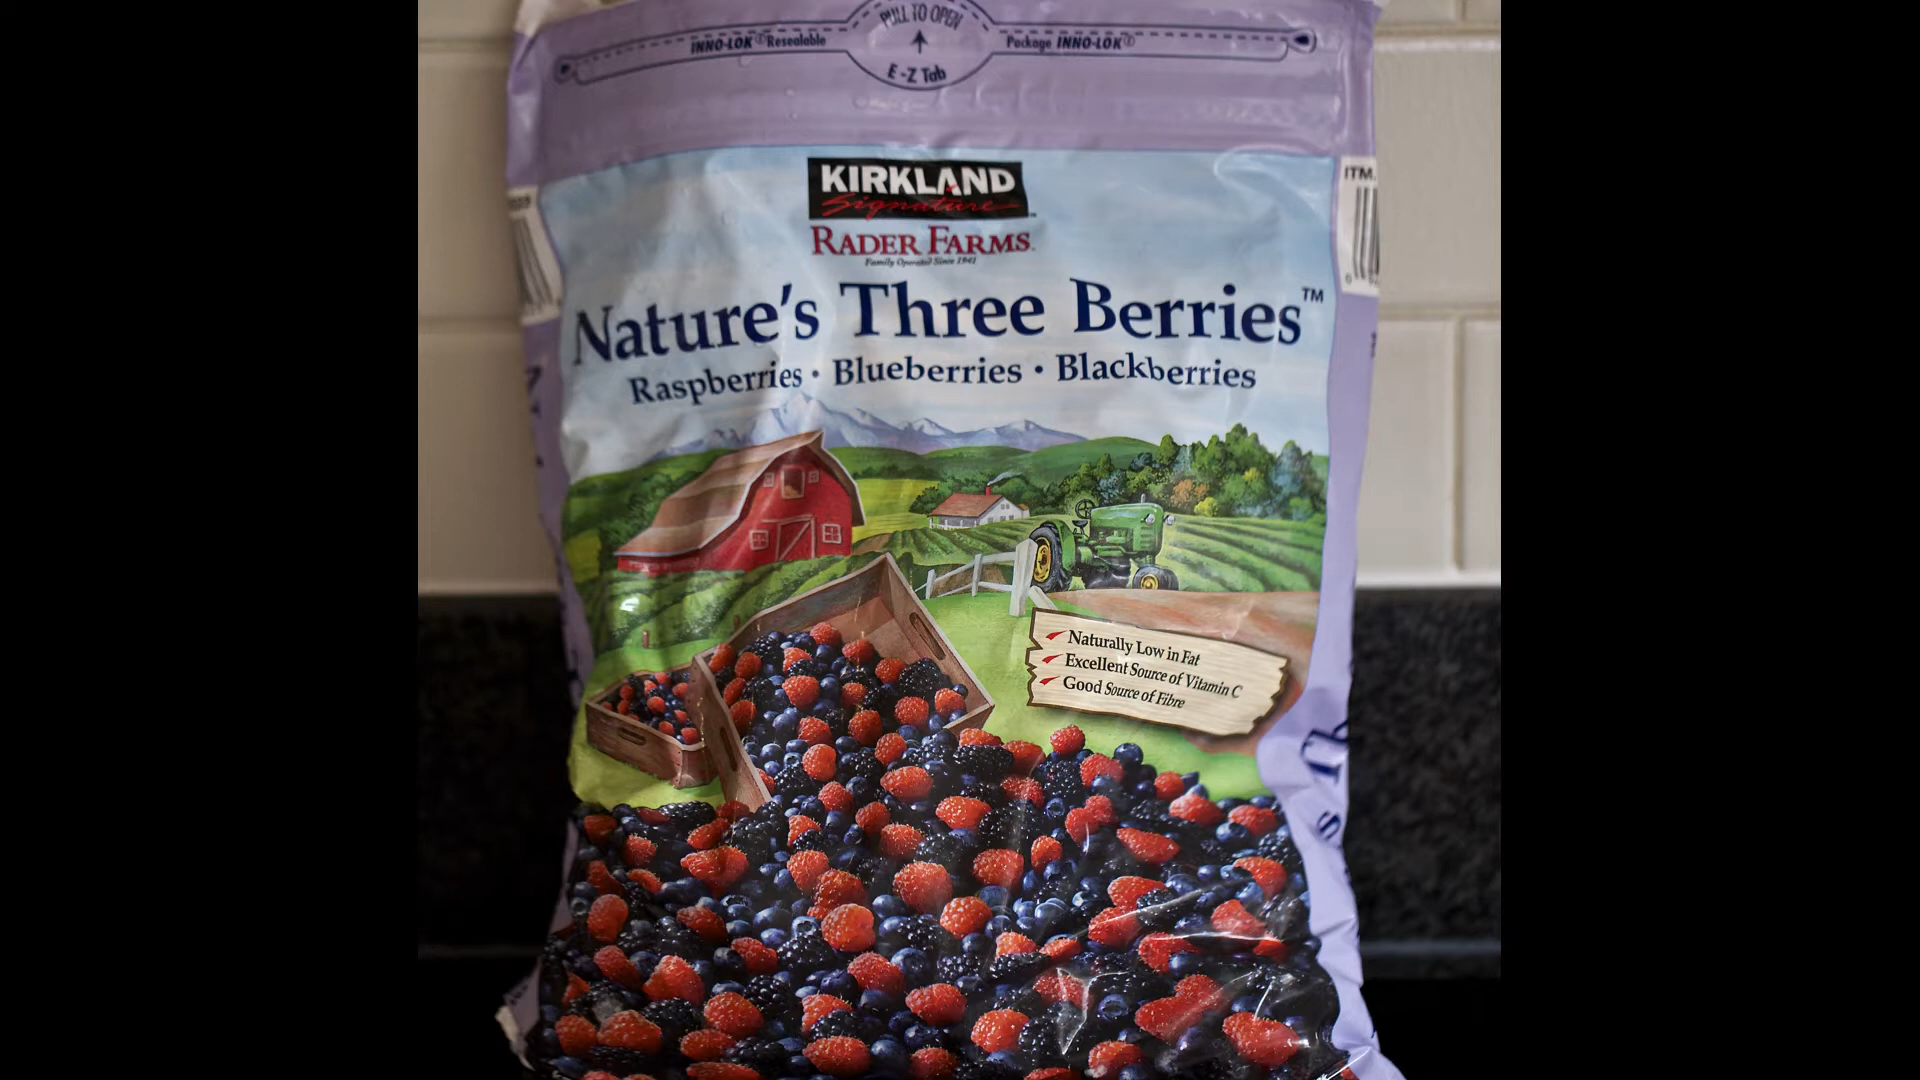 PULL TO OPEN
INNO-LOK Resealable
Package INNO-LOK
E-Z Tab
ITM.
KIRKLAND
Signature
RADER FARMS
Family Operated Since 1941
Nature's Three Berries™
Raspberries • Blueberries • Blackberries
Naturally Low in Fat
Excellent Source of Vitamin C
Good Source of Fibre
s Th